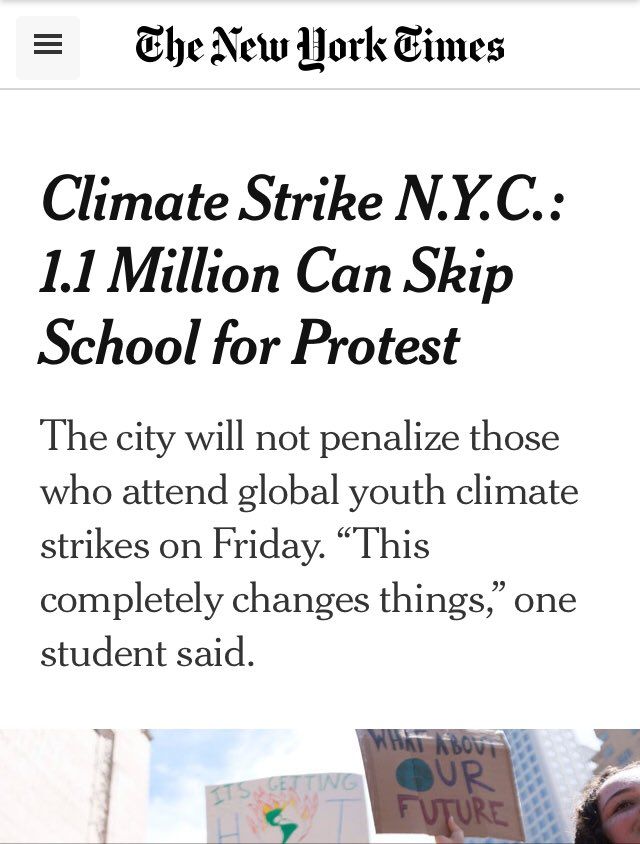 The New York Times
Climate Strike N.Y.C.:
1.1 Million Can Skip
School for Protest
The city will not penalize those
who attend global youth climate
strikes on Friday. “This
completely changes things,” one
student said.
WHAT ABOUT
OUR
FUTURE
ITS GETTING
H T